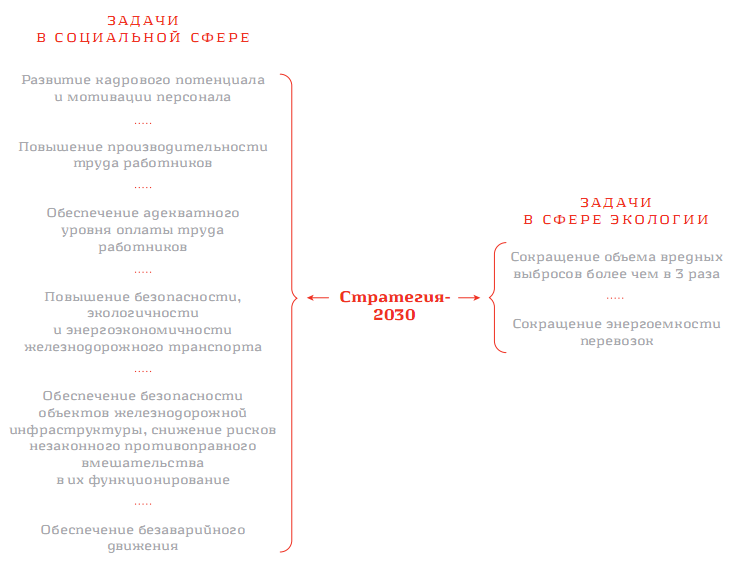 ЗАДАЧИ
В СОЦИАЛЬНОЙ СФЕРЕ
Развитие кадрового потенциала
и мотивации персонала
.....
Повышение производительности
труда работников
.....
Обеспечение адекватного
уровня оплаты труда
работников
.....
Повышение безопасности,
экологичности
и энергоэкономичности
железнодорожного транспорта
.....
Обеспечение безопасности
объектов железнодорожной
инфраструктуры, снижение рисков
незаконного противоправного
вмешательства
в их функционирование
.....
Обеспечение безаварийного
движения
Стратегия-
2030
ЗАДАЧИ
В СФЕРЕ ЭКОЛОГИИ
Сокращение объема вредных
выбросов более чем в 3 раза
.....
Сокращение энергоемкости
перевозок